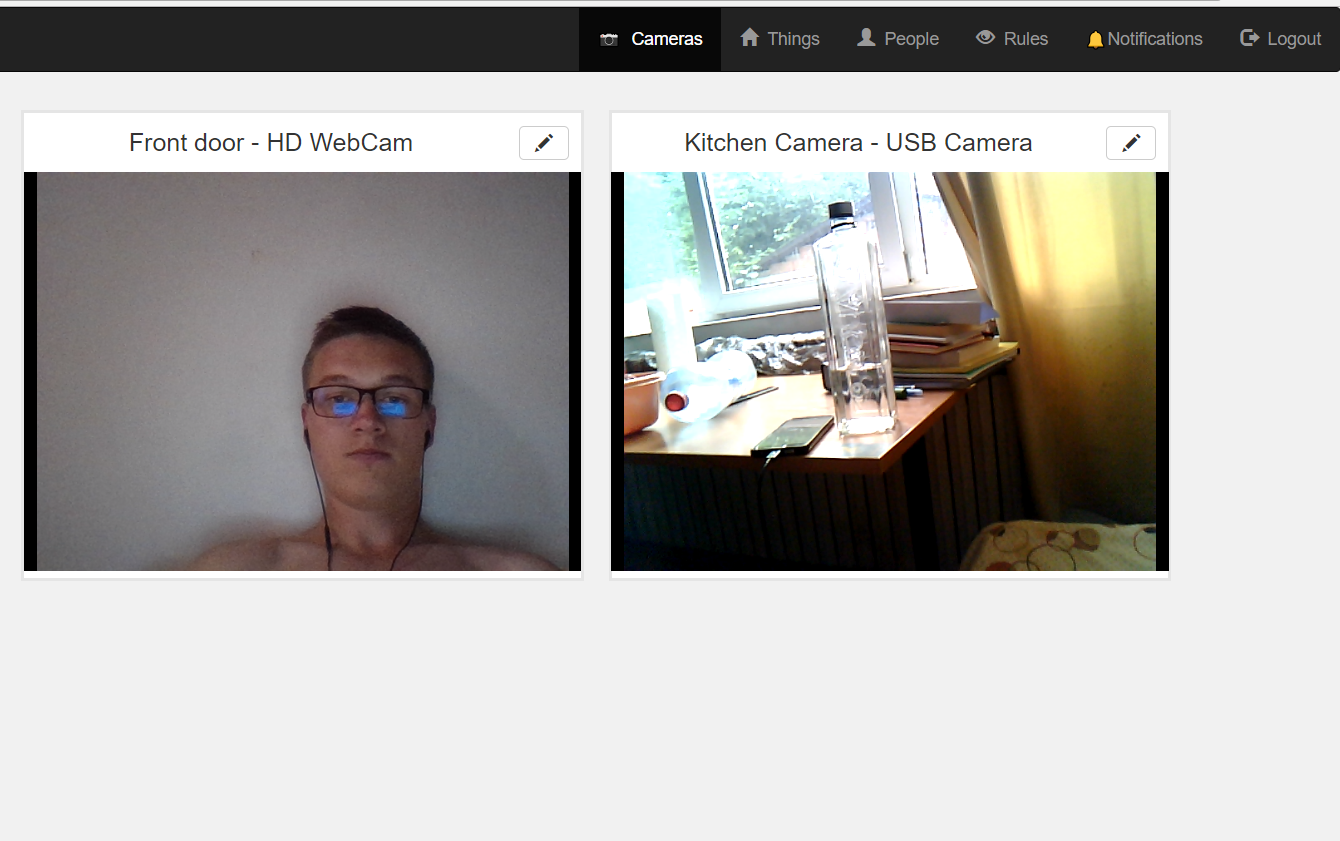 Cameras Things People Rules Notifications Logout
Front door - HD WebCam
Kitchen Camera - USB Camera